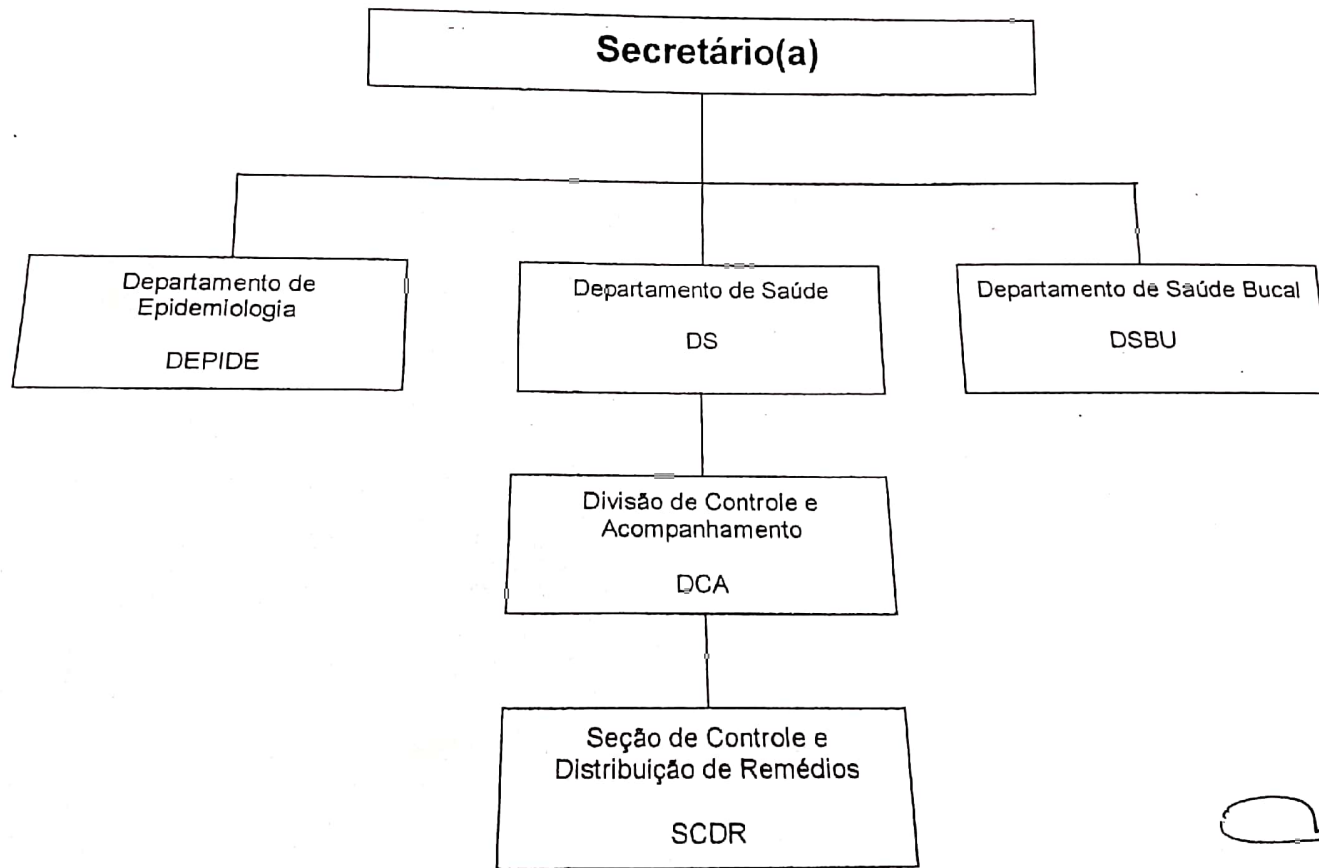 Secretário(a)
Departamento de
Epidemiologia
DEPIDE
Departamento de Saúde
DS
Departamento de Saúde Bucal
DSBU
Divisão de Controle e
Acompanhamento
DCA
Seção de Controle e
Distribuição de Remédios
SCDR